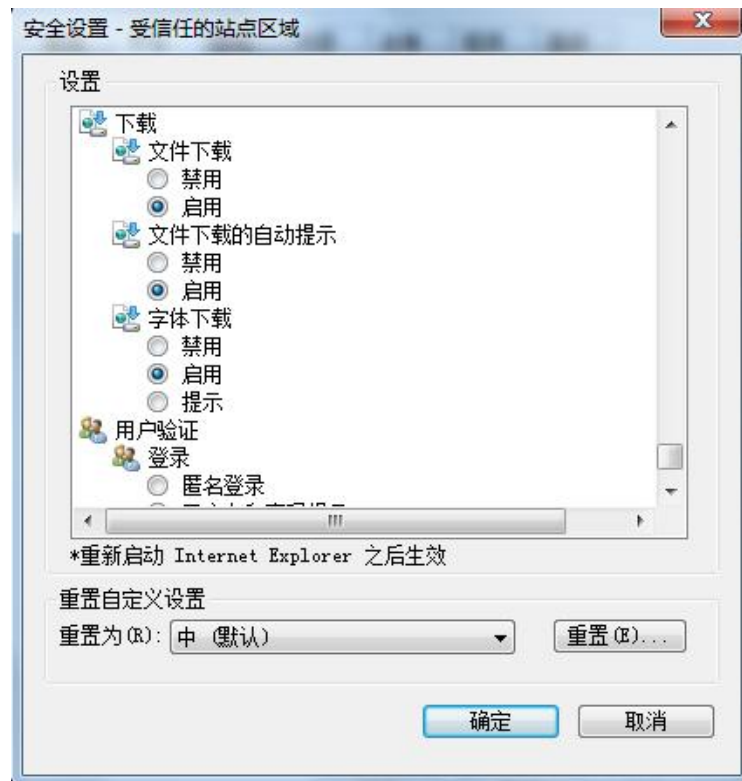 安全设置 - 受信任的站点区域
设置
下载
文件下载
禁用
启用
文件下载的自动提示
禁用
启用
字体下载
禁用
启用
提示
用户验证
登录
匿名登录
*重新启动 Internet Explorer 之后生效
重置自定义设置
重置为(R): 中 (默认) 重置(E)...
确定 取消